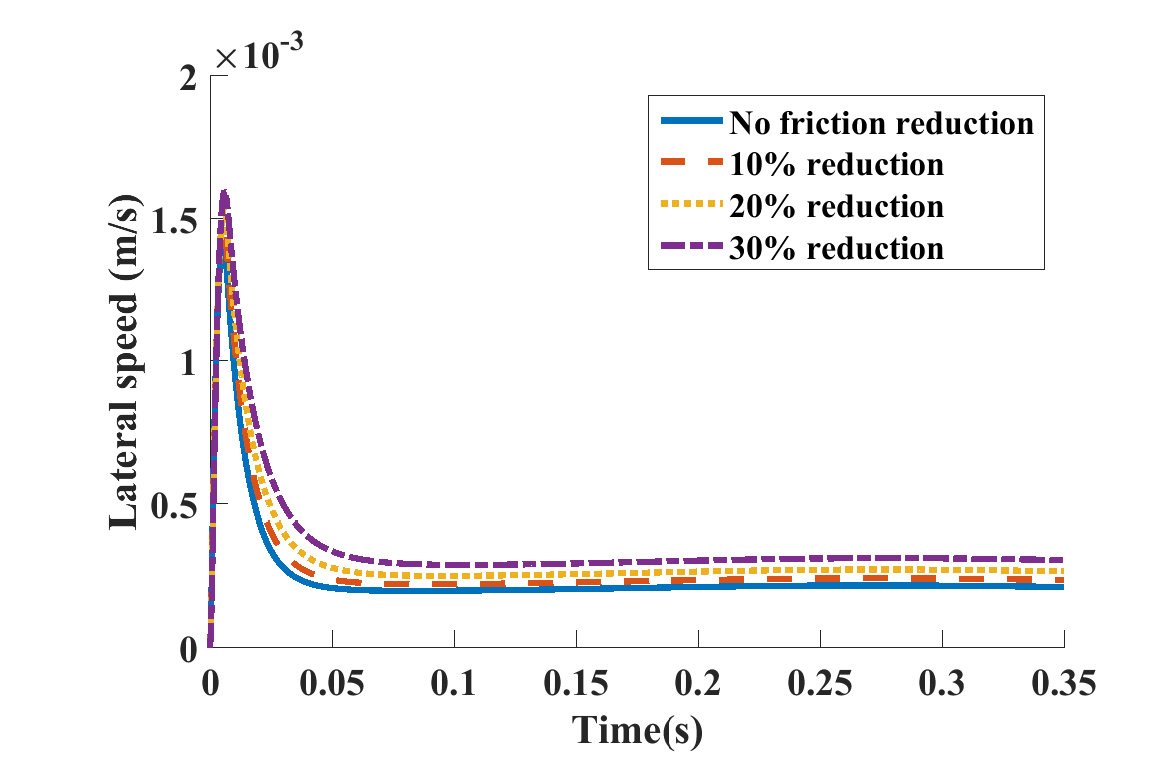 ×10-3
2
1.5
1
0.5
0
Lateral speed (m/s)
No friction reduction
10% reduction
20% reduction
30% reduction
0 0.05 0.1 0.15 0.2 0.25 0.3 0.35
Time(s)